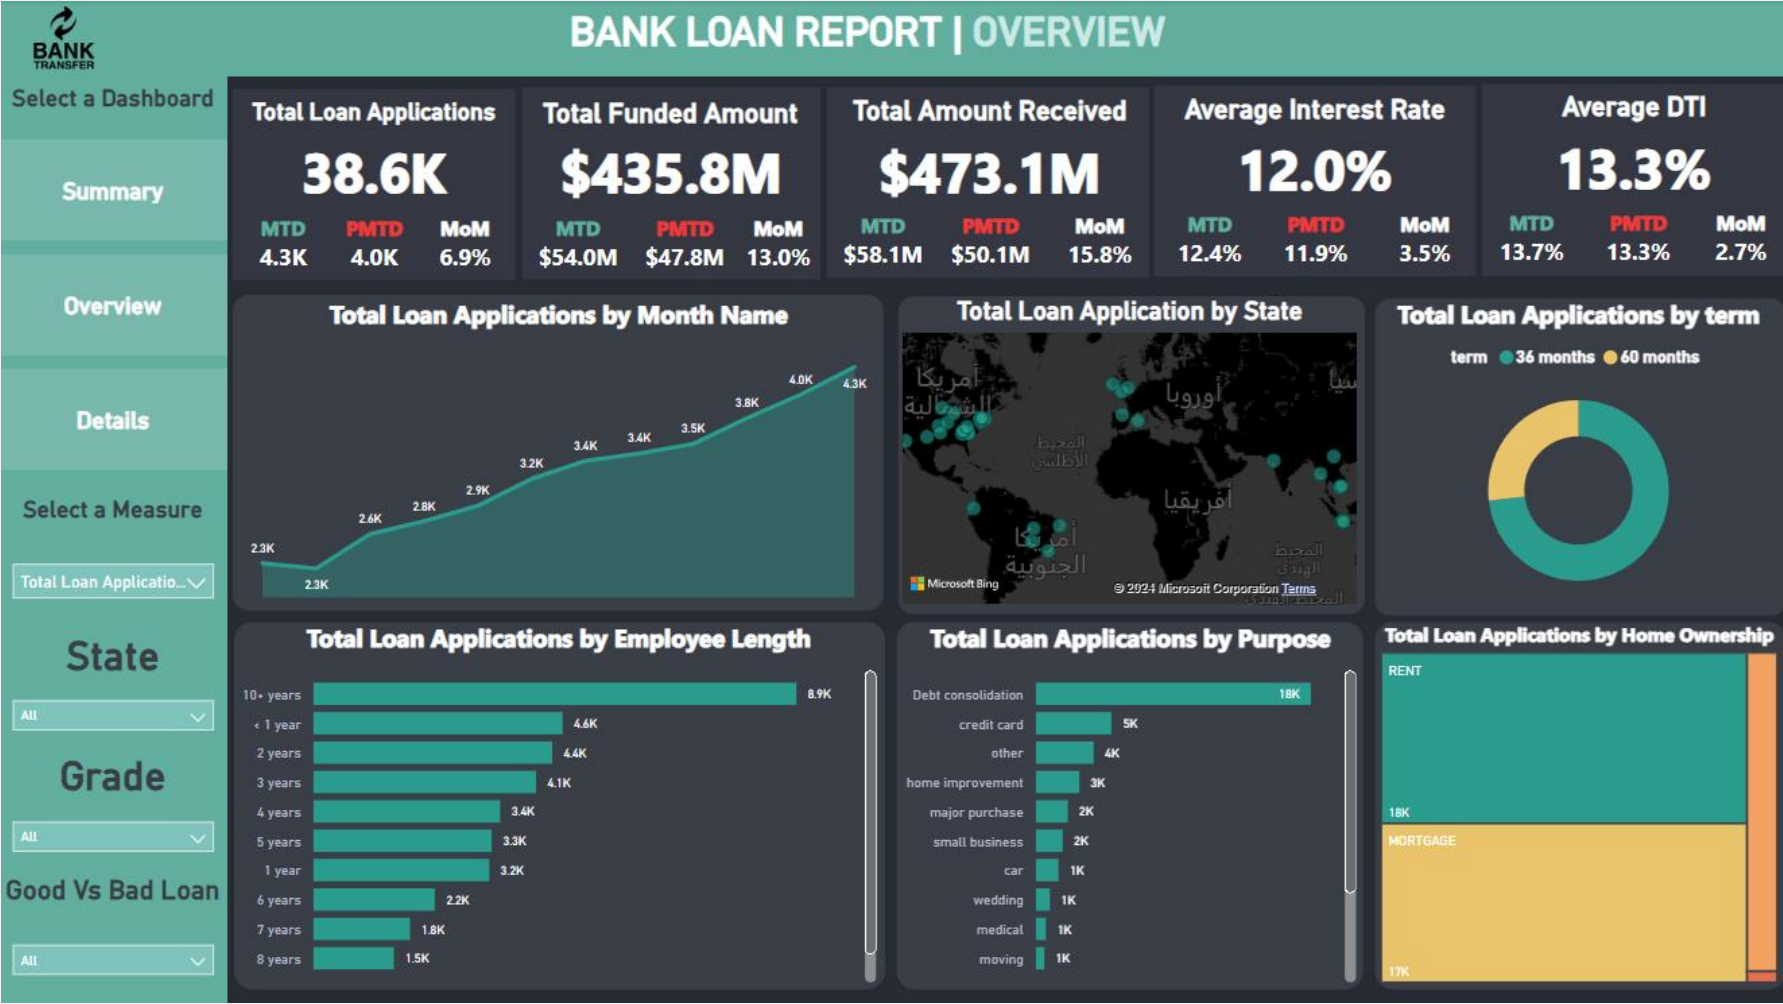 BANK
TRANSFER
BANK LOAN REPORT | OVERVIEW
Select a Dashboard
Summary
Overview
Details
Select a Measure
Total Loan Applicatio...
State
All
Grade
All
Good Vs Bad Loan
All
Total Loan Applications
38.6K
MTD PMTD MoM
4.3K 4.0K 6.9%
Total Funded Amount
$435.8M
MTD PMTD MoM
$54.0M $47.8M 13.0%
Total Amount Received
$473.1M
MTD PMTD MoM
$58.1M $50.1M 15.8%
Average Interest Rate
12.0%
MTD PMTD MoM
12.4% 11.9% 3.5%
Average DTI
13.3%
MTD PMTD MoM
13.7% 13.3% 2.7%
Total Loan Applications by Month Name
2.3K
2.3K
2.6K
2.8K
2.9K
3.2K
3.4K
3.4K
3.5K
3.8K
4.0K
4.3K
Total Loan Application by State
أمريكا
الشمالية
أوروبا
المحيط
الأطلسي
أفريقيا
أمريكا
الجنوبية
المحيط
الهندي
Microsoft Bing
© 2024 Microsoft Corporation Terms
Total Loan Applications by term
term 36 months 60 months
Total Loan Applications by Employee Length
10+ years 8.9K
< 1 year 4.6K
2 years 4.4K
3 years 4.1K
4 years 3.4K
5 years 3.3K
1 year 3.2K
6 years 2.2K
7 years 1.8K
8 years 1.5K
Total Loan Applications by Purpose
Debt consolidation 18K
credit card 5K
other 4K
home improvement 3K
major purchase 2K
small business 2K
car 1K
wedding 1K
medical 1K
moving 1K
Total Loan Applications by Home Ownership
RENT
18K
MORTGAGE
17K